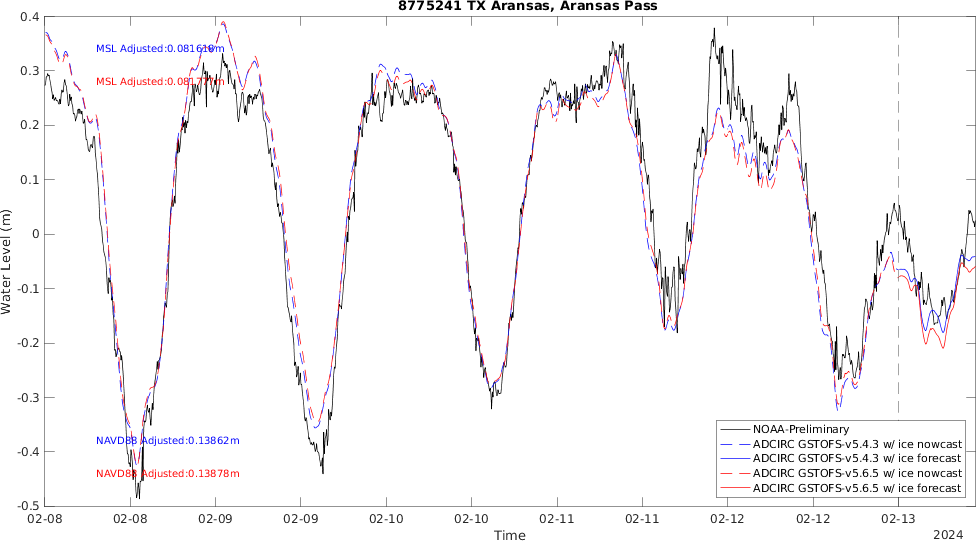 8775241 TX Aransas, Aransas Pass
Water Level (m)
0.4
0.3
0.2
0.1
0
-0.1
-0.2
-0.3
-0.4
-0.5
MSL Adjusted:0.081618m
MSL Adjusted:0.081777m
NAVD88 Adjusted:0.13862m
NAVD88 Adjusted:0.13878m
NOAA-Preliminary
ADCIRC GSTOFS-v5.4.3 w/ ice nowcast
ADCIRC GSTOFS-v5.4.3 w/ ice forecast
ADCIRC GSTOFS-v5.6.5 w/ ice nowcast
ADCIRC GSTOFS-v5.6.5 w/ ice forecast
02-08 02-08 02-09 02-09 02-10 02-10 02-11 02-11 02-12 02-12 02-13
Time
2024